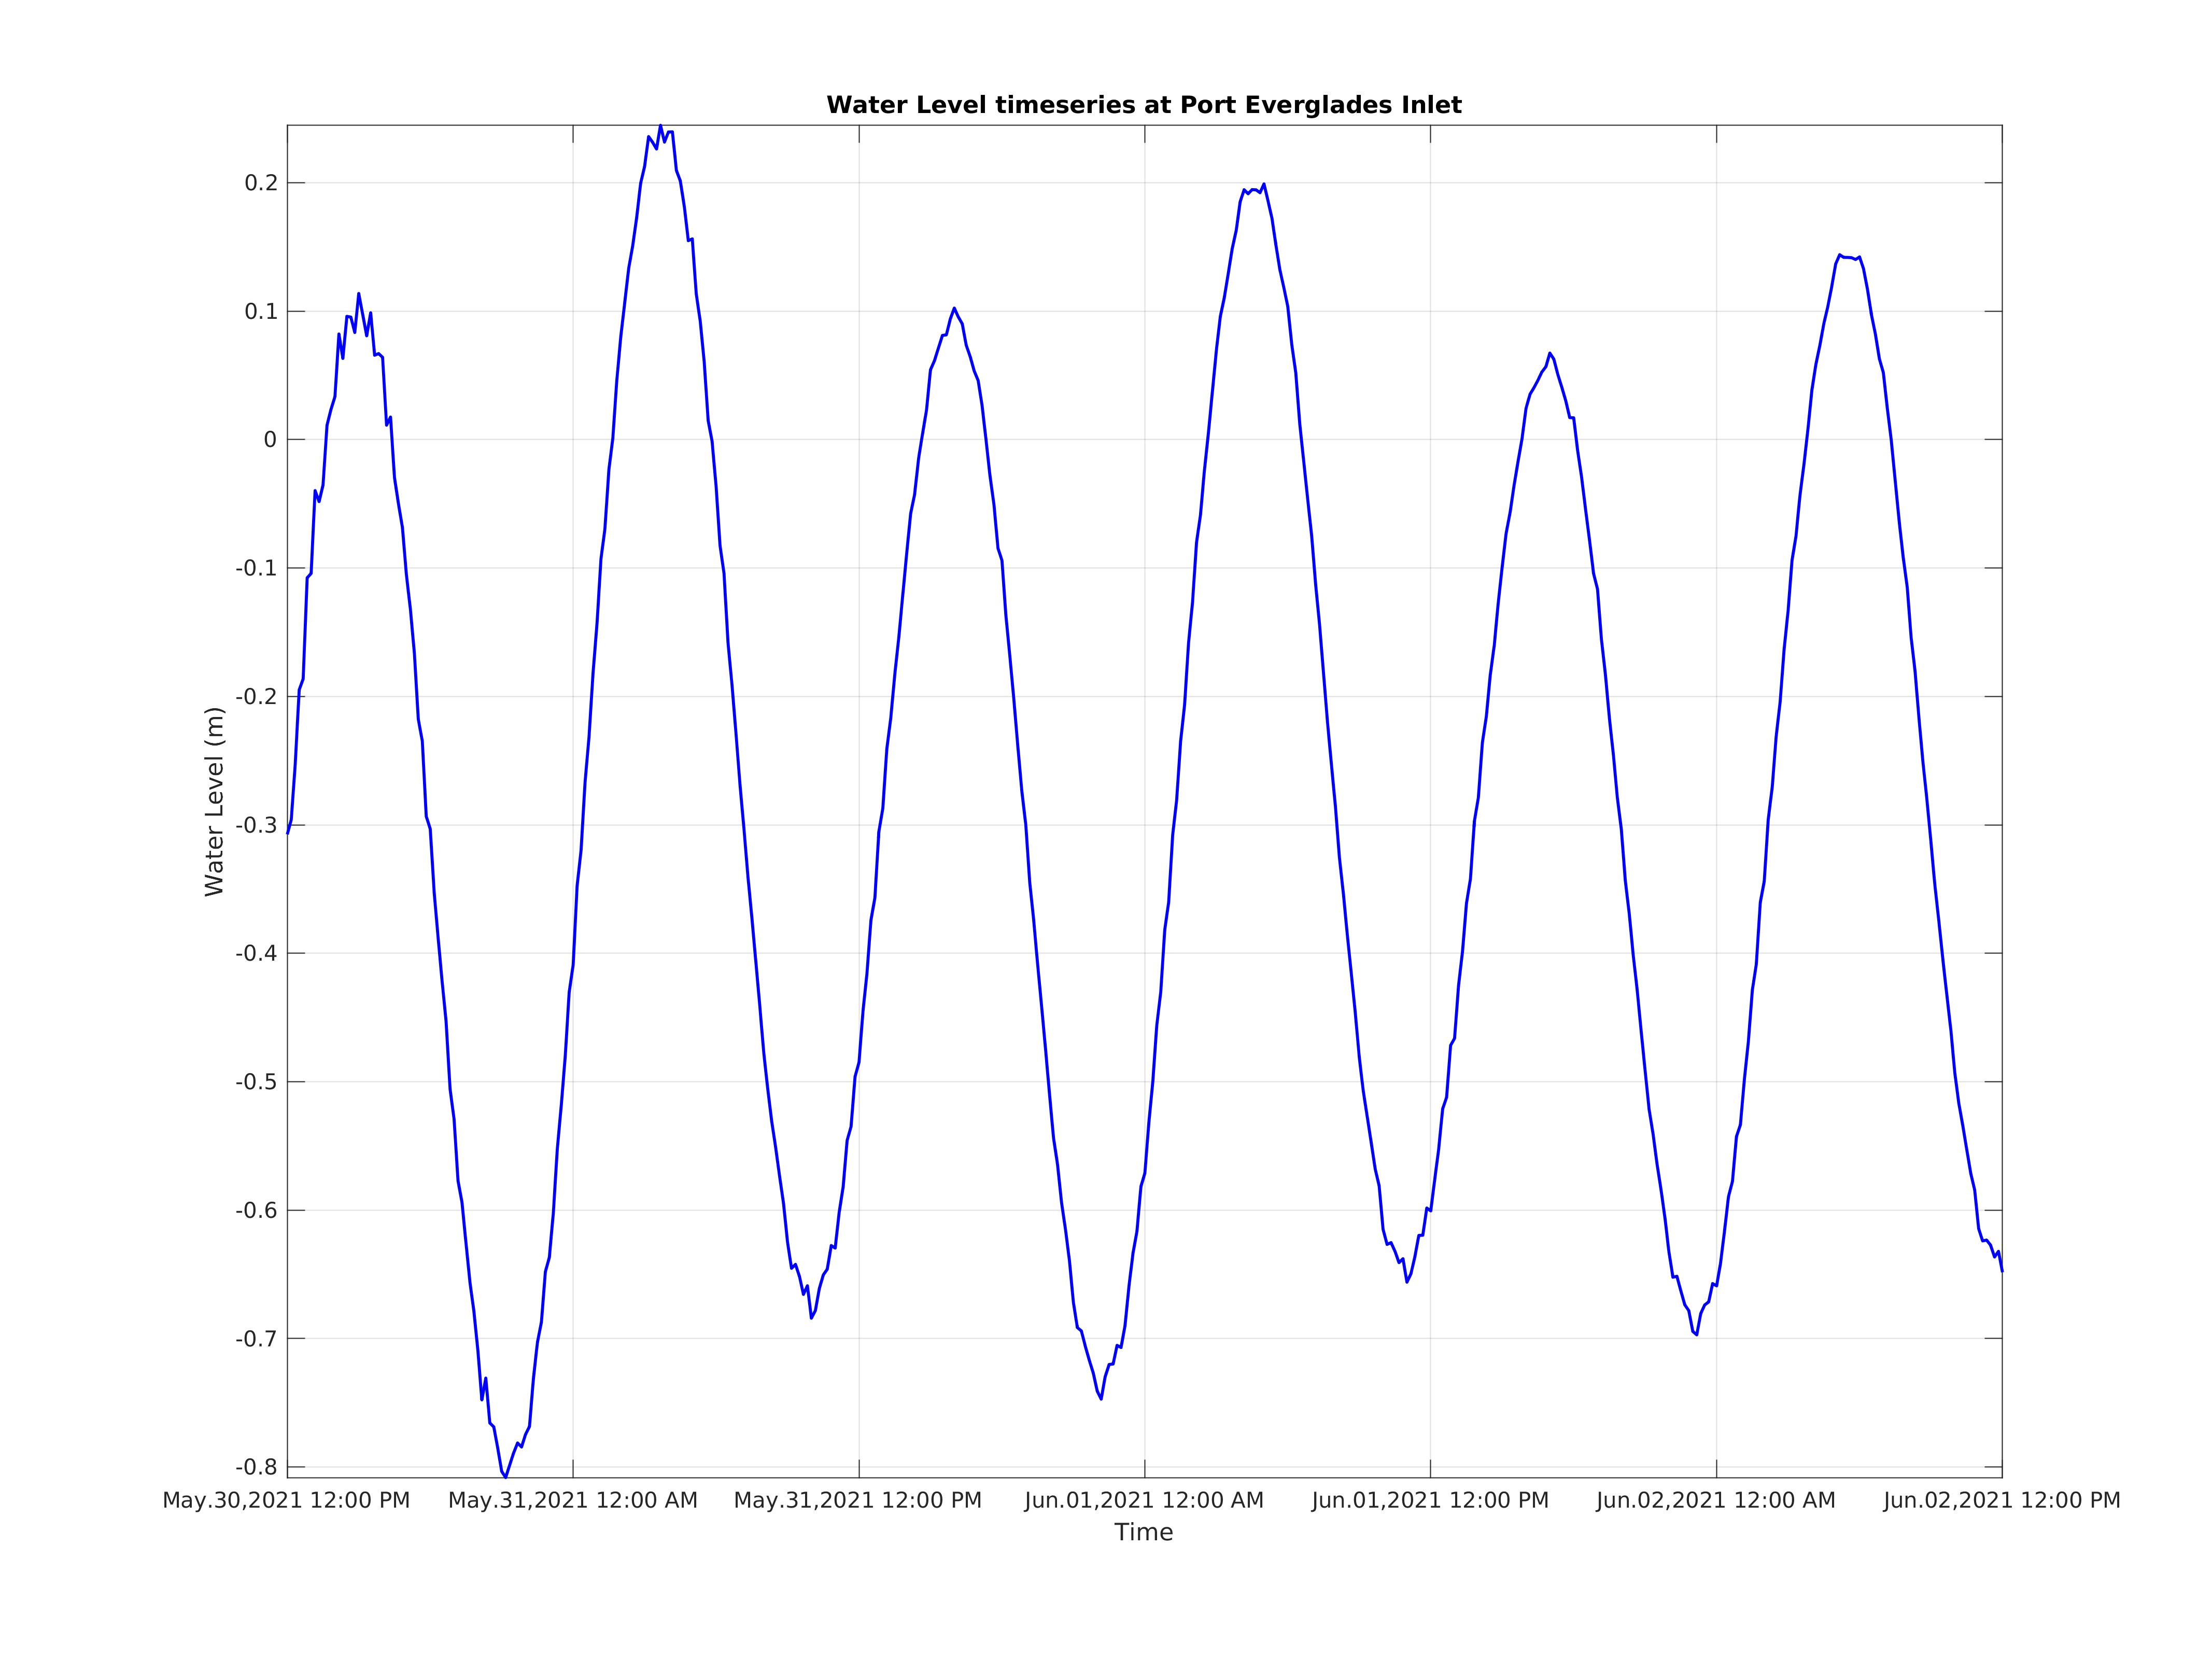 Water Level timeseries at Port Everglades Inlet
0.2
0.1
0
-0.1
-0.2
-0.3
-0.4
-0.5
-0.6
-0.7
-0.8
Water Level (m)
May.30,2021 12:00 PM
May.31,2021 12:00 AM
May.31,2021 12:00 PM
Jun.01,2021 12:00 AM
Jun.01,2021 12:00 PM
Jun.02,2021 12:00 AM
Jun.02,2021 12:00 PM
Time